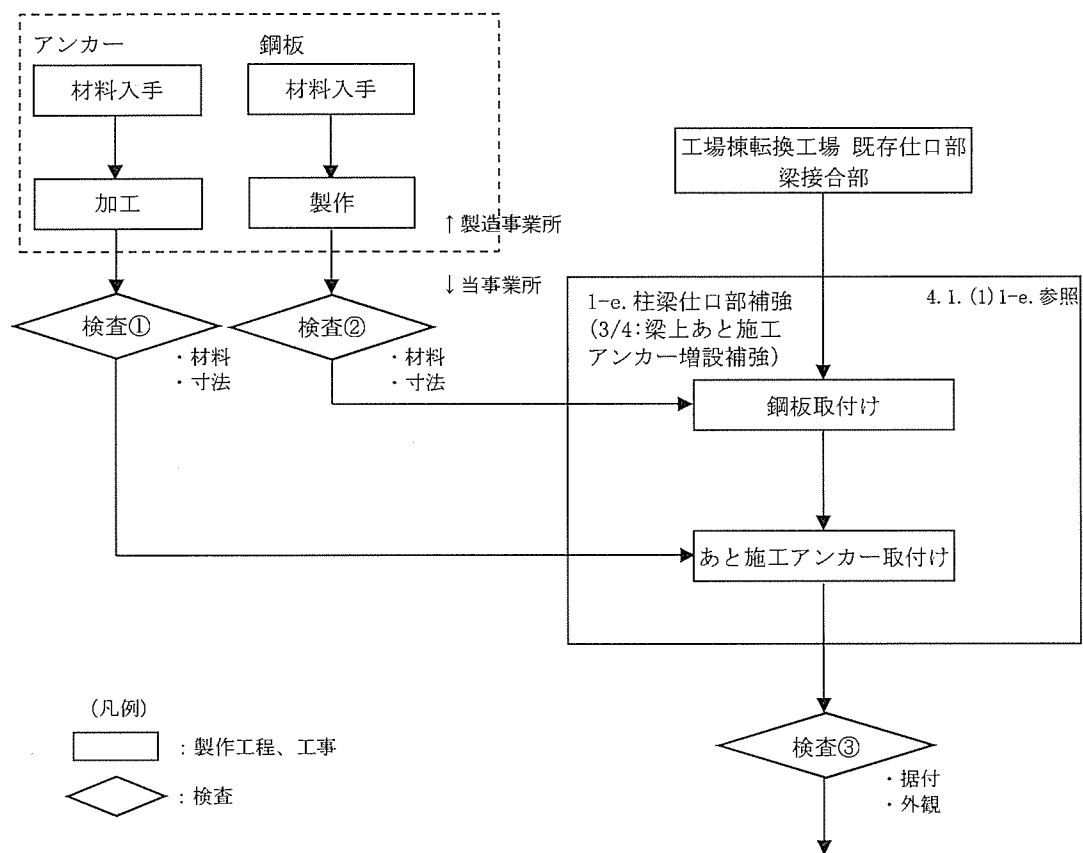 アンカー
鋼板
材料入手
材料入手
加工
製作
↑製造事業所
↓当事業所
検査①
・材料
・寸法
検査②
・材料
・寸法
工場棟転換工場 既存仕口部
梁接合部
1-e.柱梁仕口部補強
(3/4:梁上あと施工
アンカー増設補強)
4.1.(1)1-e.参照
鋼板取付け
あと施工アンカー取付け
検査③
・据付
・外観
(凡例)
：製作工程、工事
：検査